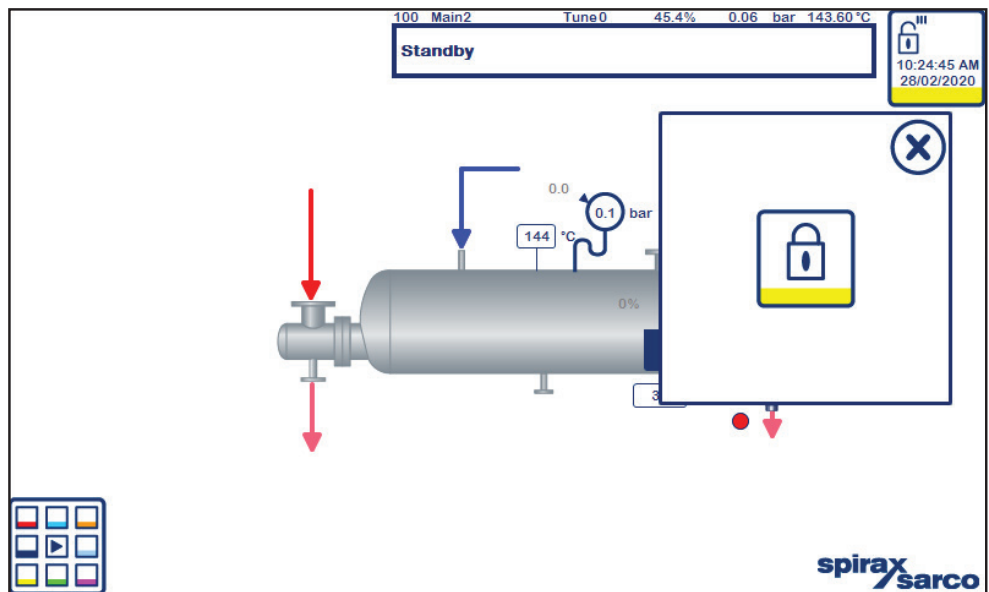 100 Main2 Tune0 45.4% 0.06 bar 143.60 °C
Standby
10:24:45 AM
28/02/2020
0.0
0.1 bar
144 °C
0%
3
spirax
sarco